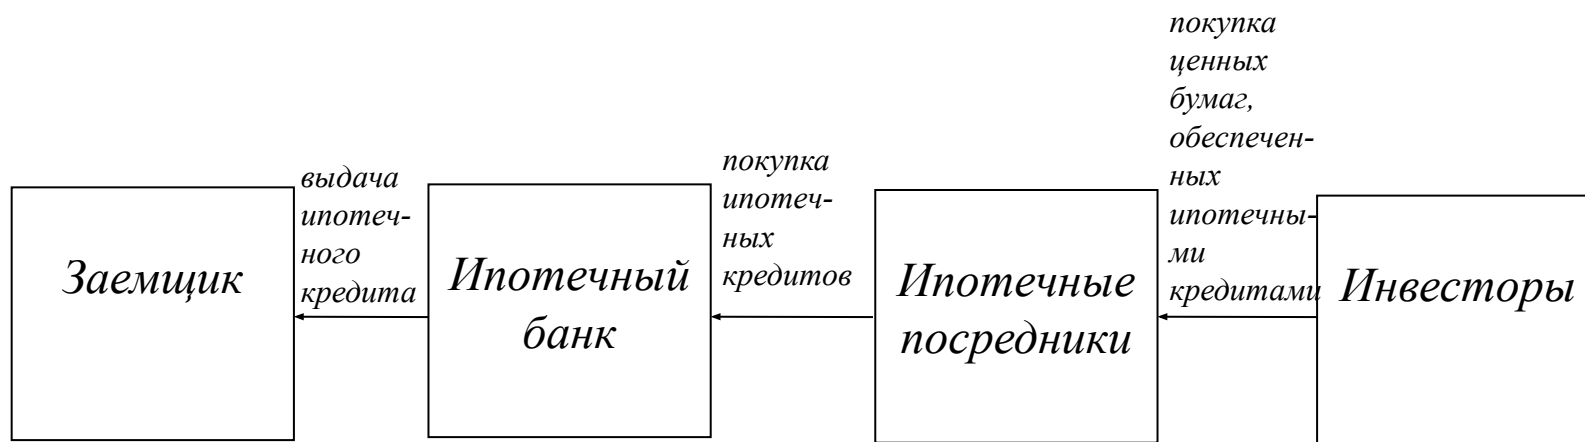 Заемщик
выдача
ипотеч-
ного
кредита
Ипотечный
банк
покупка
ипотеч-
ных
кредитов
Ипотечные
посредники
покупка
ценных
бумаг,
обеспечен-
ных
ипотечны-
ми
кредитами
Инвесторы